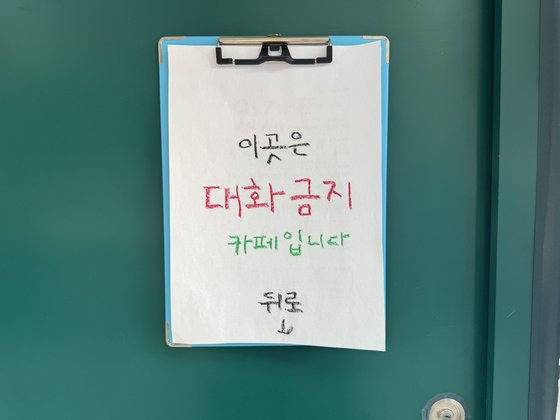 이곳은
대화금지
카페입니다
뒤로
↓